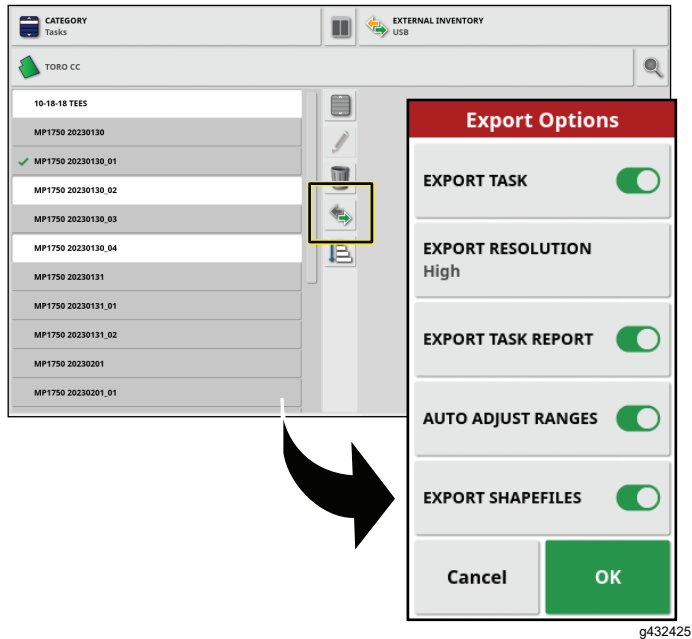 CATEGORY
Tasks
EXTERNAL INVENTORY
USB
TORO CC
10-18-18 TEES
MP1750 20230130
MP1750 20230130_01
MP1750 20230130_02
MP1750 20230130_03
MP1750 20230130_04
MP1750 20230131
MP1750 20230131_01
MP1750 20230131_02
MP1750 20230201
MP1750 20230201_01
Export Options
EXPORT TASK
EXPORT RESOLUTION
High
EXPORT TASK REPORT
AUTO ADJUST RANGES
EXPORT SHAPEFILES
Cancel
OK
g432425